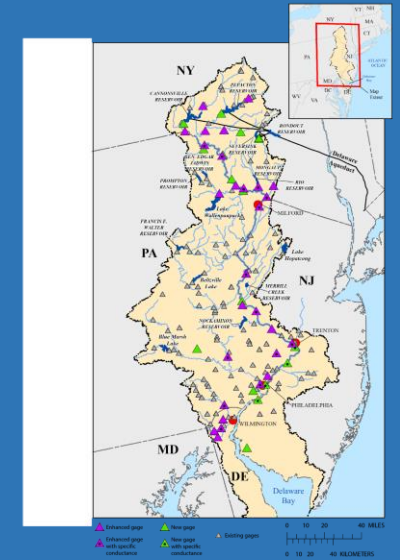 VT NH
NY
MA
CT
PA
NJ
ATLANTIC
OCEAN
MD
DC
DE
WV
VA
Map
Extent
NY
PEPACTON
RESERVOIR
CANNONSVILLE
RESERVOIR
RONDOUT
RESERVOIR
NEVERSINK
RESERVOIR
Delaware
Aqueduct
GEN. EDGAR
JADWIN
RESERVOIR
MONGAUP
PROMPTON
RESERVOIR
RIO
RESERVOIR
Lake
Wallenpaupack
MILFORD
FRANCIS E.
WALTER
RESERVOIR
PA
Lake
Hopatcong
NJ
Beltzville
Lake
MERRILL
CREEK
RESERVOIR
NOCKAMIXON
RESERVOIR
TRENTON
Blue Marsh
Lake
PHILADELPHIA
WILMINGTON
MD
DE
Delaware
Bay
Enhanced gage
New gage
Existing gages
Enhanced gage
with specific
conductance
New gage
with specific
conductance
0 10 20 40 MILES
0 10 20 40 KILOMETERS